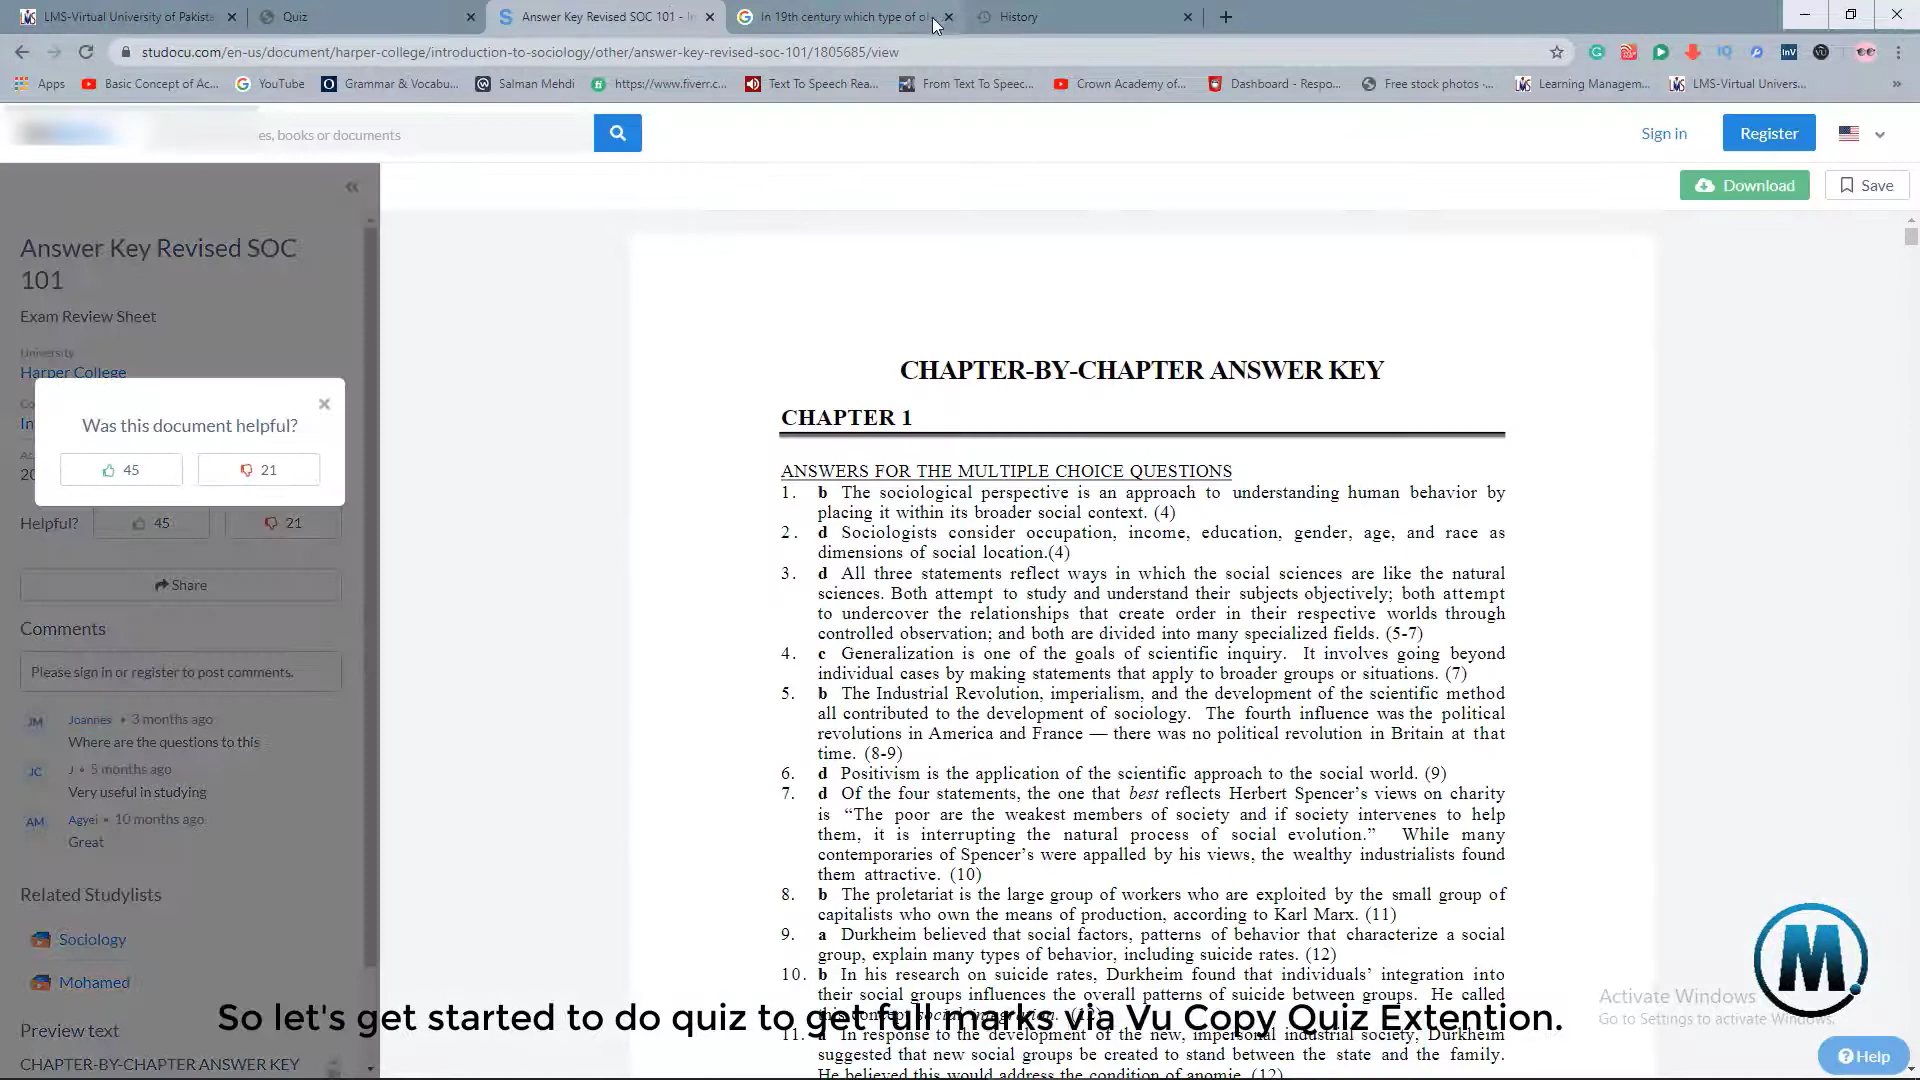 LMS-Virtual University of Pakista
Quiz
Answer Key Revised SOC 101 - In
In 19th century which type of ol
History
studocu.com/en-us/document/harper-college/introduction-to-sociology/other/answer-key-revised-soc-101/1805685/view
Apps
Basic Concept of Ac...
YouTube
Grammar & Vocabu...
Salman Mehdi
https://www.fiverr.c...
Text To Speech Rea...
From Text To Speec...
Crown Academy of...
Dashboard - Respo...
Free stock photos -...
Learning Managem...
LMS-Virtual Univers...
es, books or documents
Sign in
Register
Download
Save
Answer Key Revised SOC
101
Exam Review Sheet
University
Harper College
Co
In
Ac
20
Was this document helpful?
45
21
Helpful?
45
21
Share
Comments
Please sign in or register to post comments.
JM
Joannes • 3 months ago
Where are the questions to this
JC
J • 5 months ago
Very useful in studying
AM
Agyei • 10 months ago
Great
Related Studylists
Sociology
Mohamed
Preview text
CHAPTER-BY-CHAPTER ANSWER KEY
CHAPTER-BY-CHAPTER ANSWER KEY
CHAPTER 1
ANSWERS FOR THE MULTIPLE CHOICE QUESTIONS
1. b The sociological perspective is an approach to understanding human behavior by
placing it within its broader social context. (4)
2. d Sociologists consider occupation, income, education, gender, age, and race as
dimensions of social location.(4)
3. d All three statements reflect ways in which the social sciences are like the natural
sciences. Both attempt to study and understand their subjects objectively; both attempt
to undercover the relationships that create order in their respective worlds through
controlled observation; and both are divided into many specialized fields. (5-7)
4. c Generalization is one of the goals of scientific inquiry. It involves going beyond
individual cases by making statements that apply to broader groups or situations. (7)
5. b The Industrial Revolution, imperialism, and the development of the scientific method
all contributed to the development of sociology. The fourth influence was the political
revolutions in America and France — there was no political revolution in Britain at that
time. (8-9)
6. d Positivism is the application of the scientific approach to the social world. (9)
7. d Of the four statements, the one that best reflects Herbert Spencer's views on charity
is “The poor are the weakest members of society and if society intervenes to help
them, it is interrupting the natural process of social evolution.” While many
contemporaries of Spencer's were appalled by his views, the wealthy industrialists found
them attractive. (10)
8. b The proletariat is the large group of workers who are exploited by the small group of
capitalists who own the means of production, according to Karl Marx. (11)
9. a Durkheim believed that social factors, patterns of behavior that characterize a social
group, explain many types of behavior, including suicide rates. (12)
10. b In his research on suicide rates, Durkheim found that individuals' integration into
their social groups influences the overall patterns of suicide between groups. He called
this concept social integration. (12)
11. d In response to the development of the new, impersonal industrial society, Durkheim
suggested that new social groups be created to stand between the state and the family.
He believed this would address the condition of anomie. (12)
So let's get started to do quiz to get full marks via Vu Copy Quiz Extention.
M
Activate Windows
Go to Settings to activate Windows.
Help